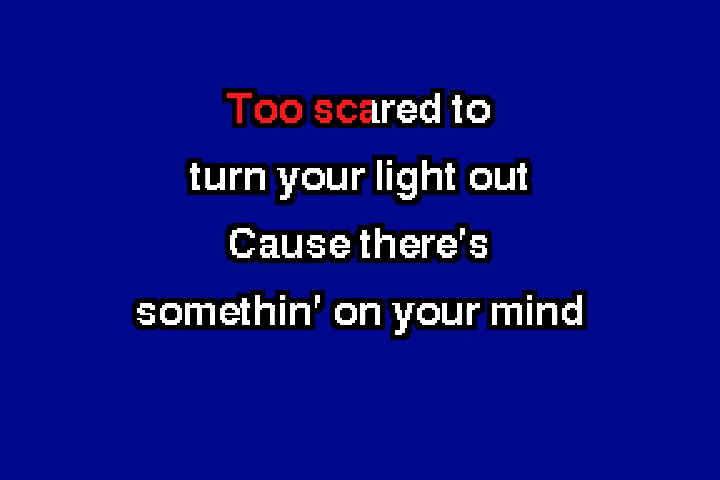 Too scared to
turn your light out
Cause there's
somethin' on your mind